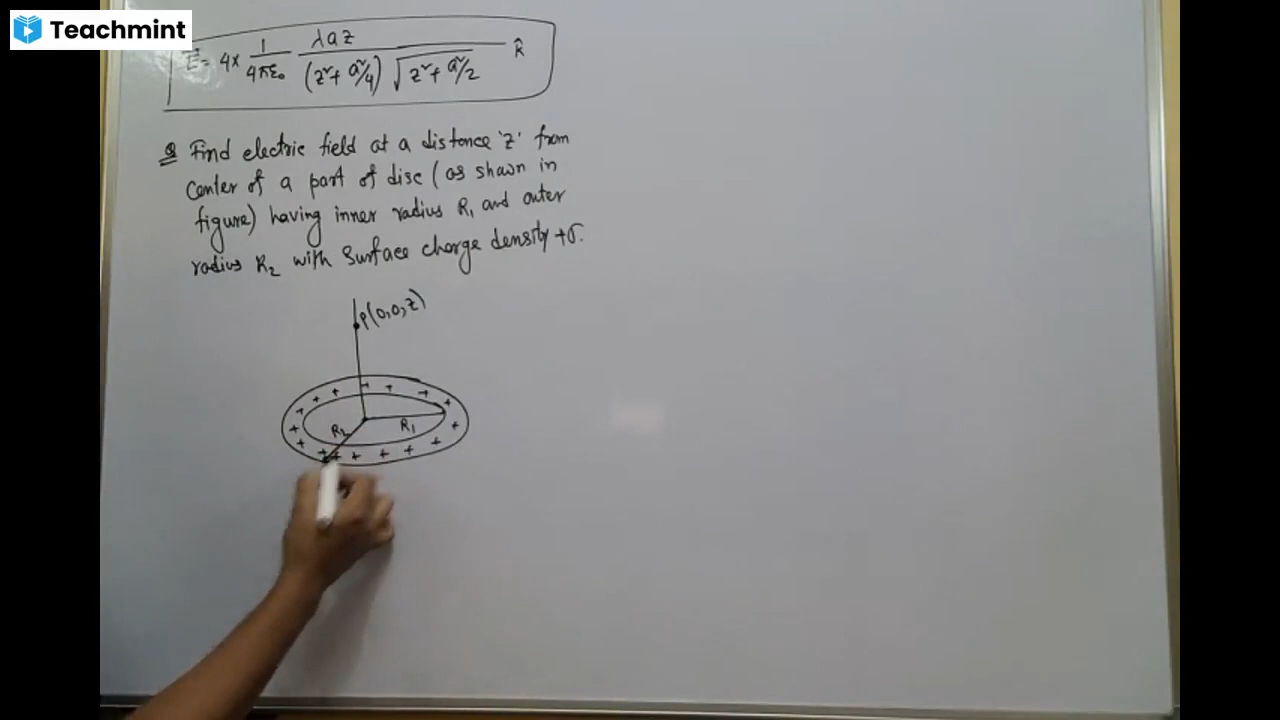 Teachmint
E = 4× 1/4πε₀ λaz/(z²+a²/4)√z²+a²/2 k̂
Q Find electric field at a distance 'z' from
center of a part of disc (as shown in
figure) having inner radius R₁ and outer
radius R₂ with surface charge density +σ.
P(0,0,z)
R₂ R₁